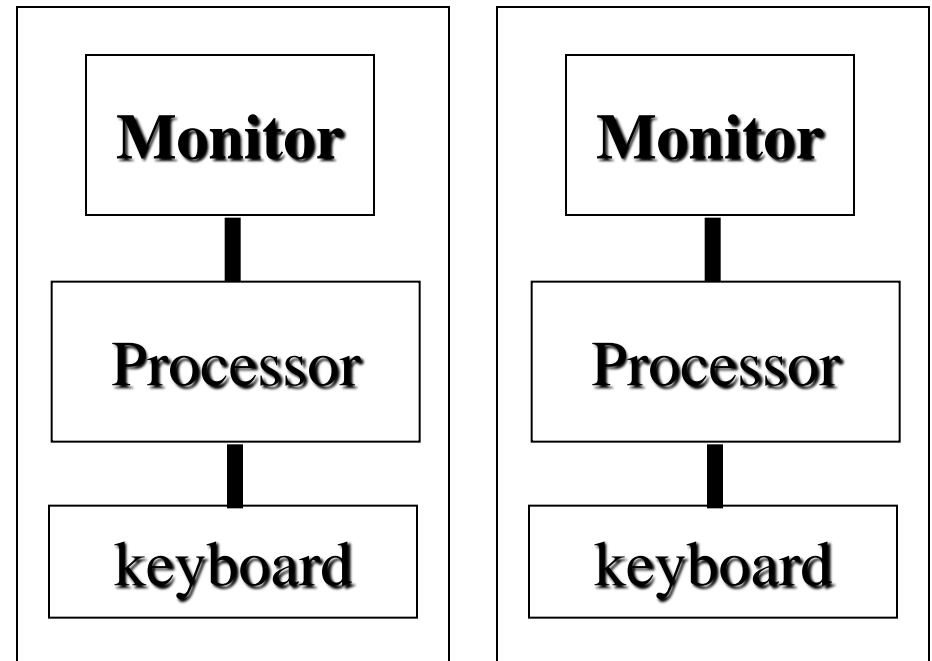 Monitor
Processor
keyboard
Monitor
Processor
keyboard